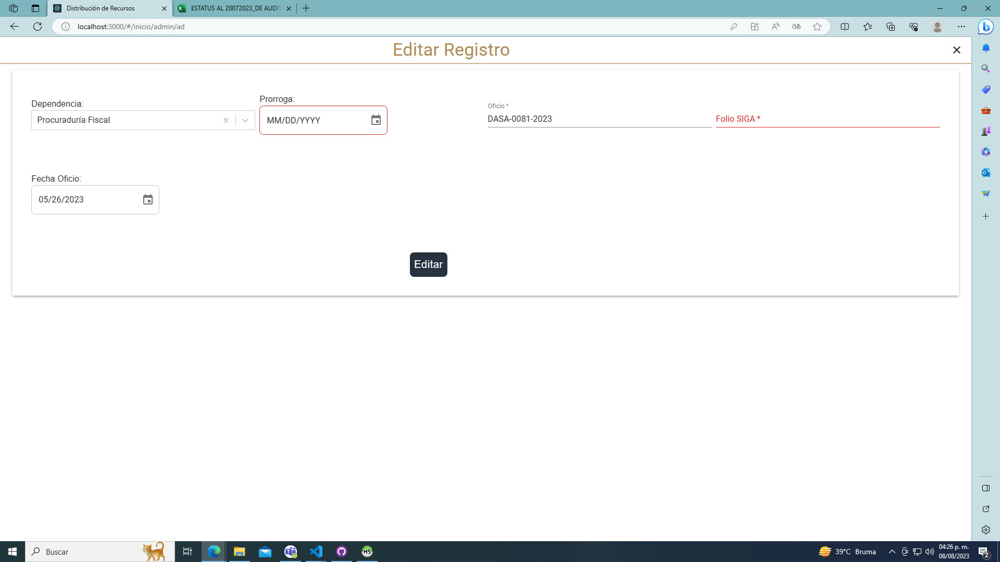 Distribución de Recursos
ESTATUS AL 20072023_DE AUDIT
localhost:3000/#/inicio/admin/ad
Editar Registro
Dependencia:
Procuraduría Fiscal
Prorroga:
MM/DD/YYYY
Oficio *
DASA-0081-2023
Folio SIGA *
Fecha Oficio:
05/26/2023
Editar
Buscar
HS
39°C Bruma
04:26 p. m.
08/08/2023
2